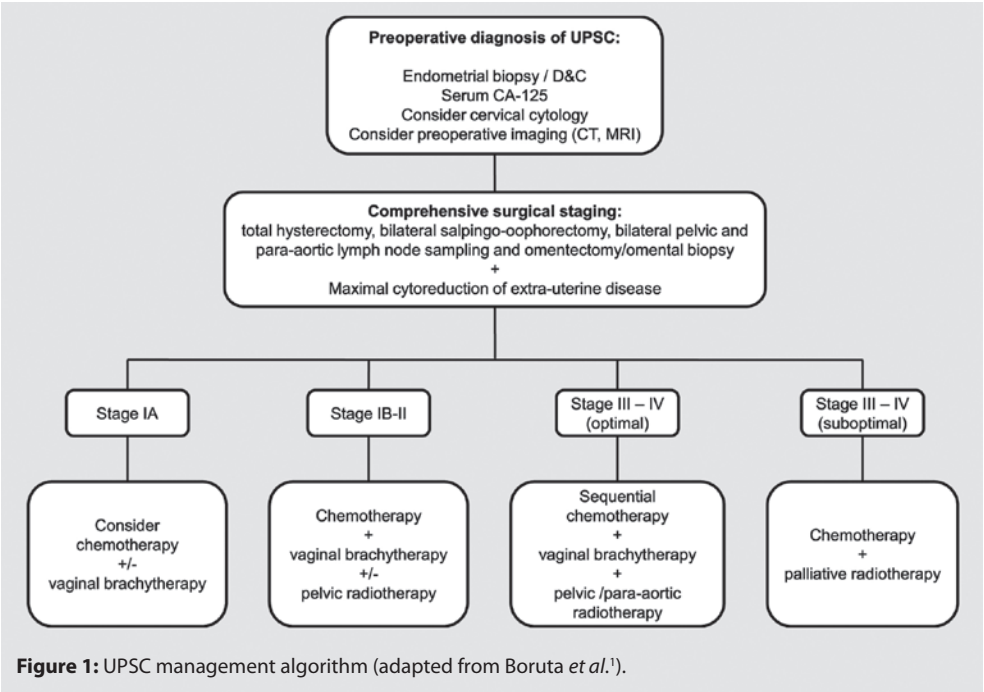 Preoperative diagnosis of UPSC:
Endometrial biopsy / D&C
Serum CA-125
Consider cervical cytology
Consider preoperative imaging (CT, MRI)
Comprehensive surgical staging:
total hysterectomy, bilateral salpingo-oophorectomy, bilateral pelvic and
para-aortic lymph node sampling and omentectomy/omental biopsy
+
Maximal cytoreduction of extra-uterine disease
Stage IA
Stage IB-II
Stage III – IV
(optimal)
Stage III – IV
(suboptimal)
Consider
chemotherapy
+/-
vaginal brachytherapy
Chemotherapy
+
vaginal brachytherapy
+/-
pelvic radiotherapy
Sequential
chemotherapy
+
vaginal brachytherapy
+
pelvic /para-aortic
radiotherapy
Chemotherapy
+
palliative radiotherapy
Figure 1: UPSC management algorithm (adapted from Boruta et al.¹).